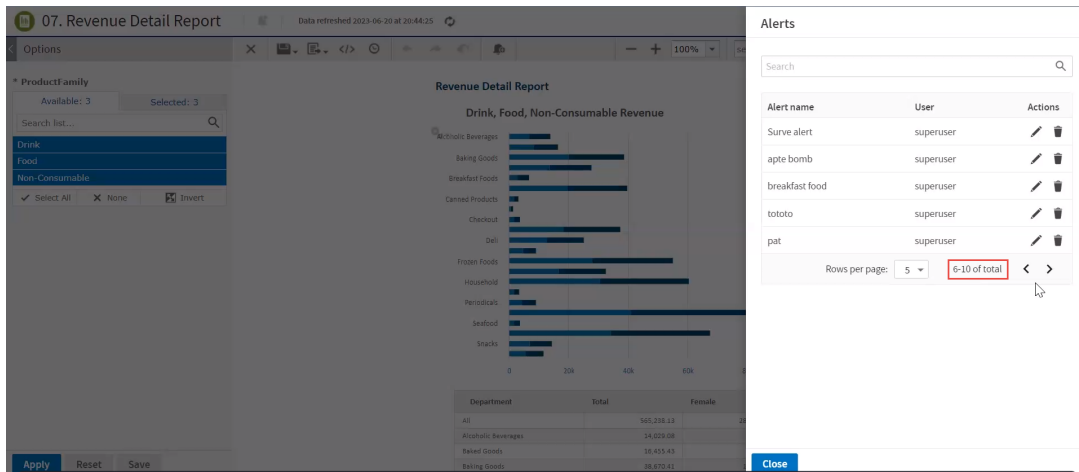 07. Revenue Detail Report
Data refreshed 2023-06-20 at 20:44:25
Options
100%
* ProductFamily
Available: 3
Selected: 3
Search list...
Drink
Food
Non-Consumable
Select All
None
Invert
Apply
Reset
Save
Revenue Detail Report
Drink, Food, Non-Consumable Revenue
Alcoholic Beverages
Baking Goods
Breakfast Foods
Canned Products
Checkout
Deli
Frozen Foods
Household
Periodicals
Seafood
Snacks
0 20k 40k 60k
Department Total Female
All 565,238.13
Alcoholic Beverages 14,029.08
Baked Goods 16,455.43
Baking Goods 38,670.41
Alerts
Search
Alert name User Actions
Surve alert superuser
apte bomb superuser
breakfast food superuser
tototo superuser
pat superuser
Rows per page: 5 6-10 of total
Close